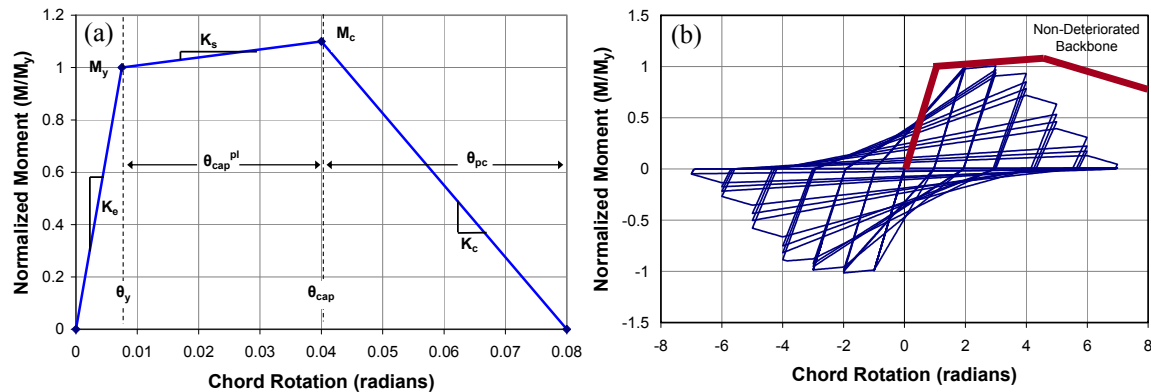 (a)
1.2
1
0.8
0.6
0.4
0.2
0
Normalized Moment (M/My)
My
Ks
Mc
θcap^pl
θpc
Ke
Kc
θy
θcap
0 0.01 0.02 0.03 0.04 0.05 0.06 0.07 0.08
Chord Rotation (radians)
(b)
1.5
1
0.5
0
-0.5
-1
-1.5
Normalized Moment (M/My)
Non-Deteriorated
Backbone
-8 -6 -4 -2 0 2 4 6 8
Chord Rotation (radians)